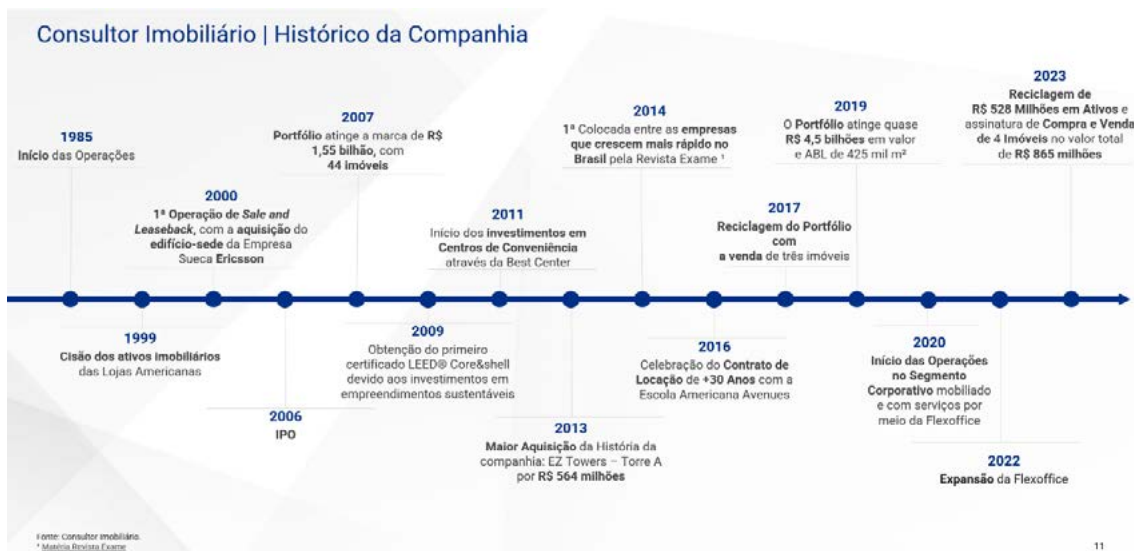 Consultor Imobiliário | Histórico da Companhia
1985
Início das Operações
1999
Cisão dos ativos imobiliários
das Lojas Americanas
2000
1ª Operação de Sale and
Leaseback, com a aquisição do
edifício-sede da Empresa
Sueca Ericsson
2006
IPO
2007
Portfólio atinge a marca de R$
1,55 bilhão, com
44 imóveis
2009
Obtenção do primeiro
certificado LEED® Core&shell
devido aos investimentos em
empreendimentos sustentáveis
2011
Início dos investimentos em
Centros de Conveniência
através da Best Center
2013
Maior Aquisição da História da
companhia: EZ Towers – Torre A
por R$ 564 milhões
2014
1ª Colocada entre as empresas
que crescem mais rápido no
Brasil pela Revista Exame ¹
2016
Celebração do Contrato de
Locação de +30 Anos com a
Escola Americana Avenues
2017
Reciclagem do Portfólio
com
a venda de três imóveis
2019
O Portfólio atinge quase
R$ 4,5 bilhões em valor
e ABL de 425 mil m²
2020
Início das Operações
no Segmento
Corporativo mobiliado
e com serviços por
meio da Flexoffice
2022
Expansão da Flexoffice
2023
Reciclagem de
R$ 528 Milhões em Ativos e
assinatura de Compra e Venda
de 4 Imóveis no valor total
de R$ 865 milhões
Fonte: Consultor Imobiliário.
¹ Matéria Revista Exame
11